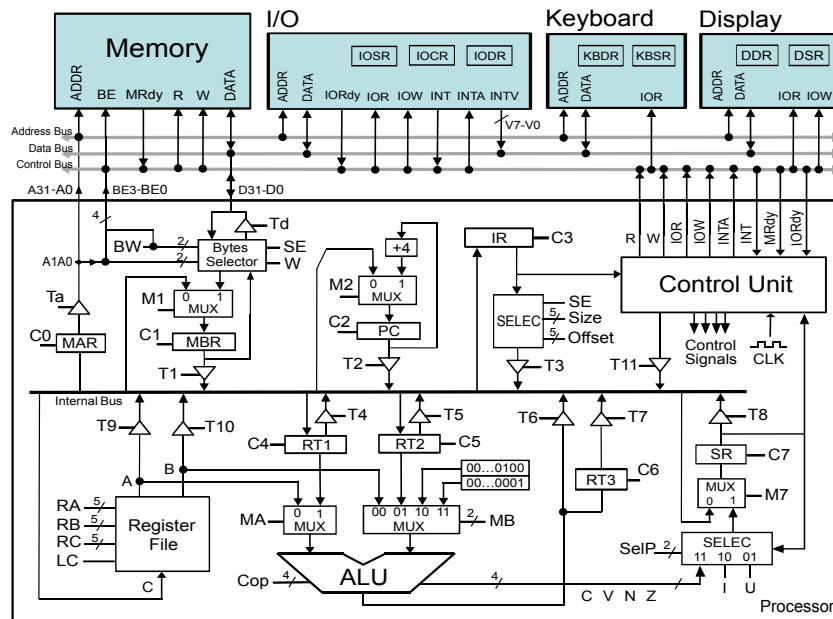 I/O Keyboard Display
Memory
IOSR IOCR IODR
KBDR KBSR
DDR DSR
ADDR BE MRdy R W DATA
ADDR DATA IORdy IOR IOW INT INTA INTV
ADDR DATA IOR
ADDR DATA IOR IOW
V7-V0
Address Bus
Data Bus
Control Bus
A31-A0 BE3-BE0 D31-D0
4
Td
BW 2 Bytes Selector SE
A1A0 2 W
R W IOR IOW INTA INT MRdy IORdy
+4
IR C3
Control Unit
Ta
M1 0 1 MUX
M2 0 1 MUX
SELEC SE
5 Size
5 Offset
C0 MAR
C1 MBR
C2 PC
Control Signals
CLK
T1 T2 T3 T11
Internal Bus
T9 T10 T4 T5 T6 T7 T8
C4 RT1 RT2 C5
A B
00...0100
00...0001
RT3 C6
SR C7
MUX 0 1 M7
RA 5
RB 5
RC 5
LC
Register File
C
MA 0 1 MUX
00 01 10 11 MUX 2 MB
SelP 2 SELEC
11 10 01
I U
Cop 4 ALU 4
C V N Z
Processor